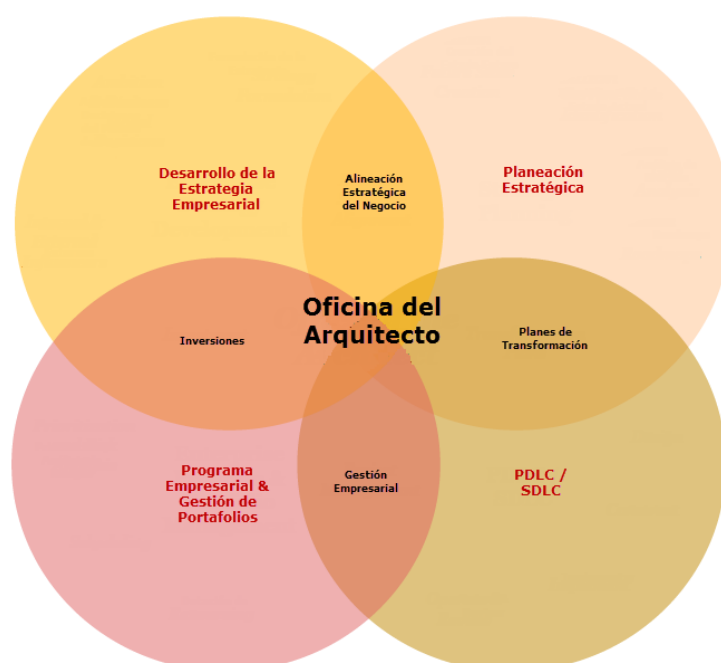 Desarrollo de la
Estrategia
Empresarial
Alineación
Estratégica
del Negocio
Planeación
Estratégica
Inversiones
Oficina del
Arquitecto
Planes de
Transformación
Programa
Empresarial &
Gestión de
Portafolios
Gestión
Empresarial
PDLC /
SDLC